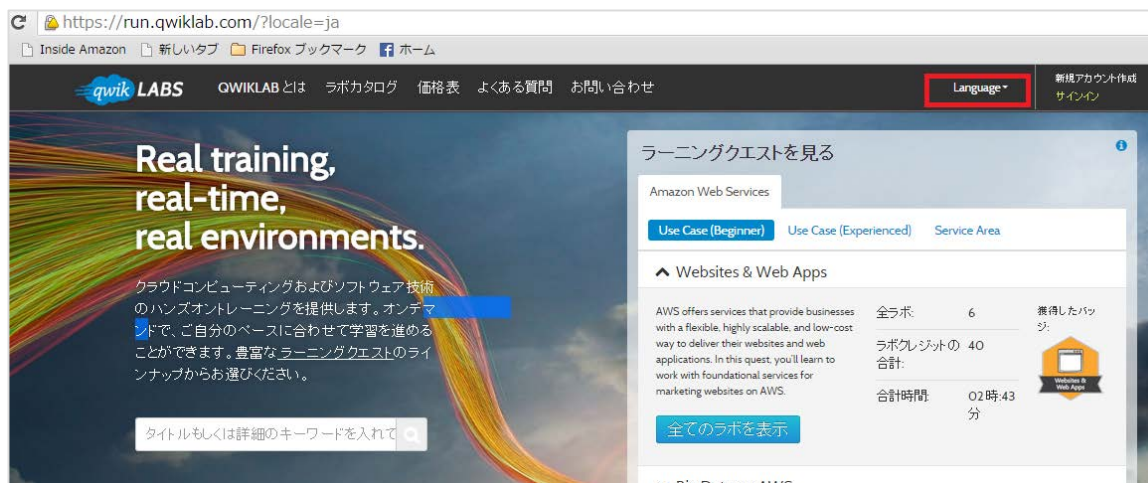 https://run.qwiklab.com/?locale=ja
Inside Amazon 新しいタブ Firefox ブックマーク ホーム
qwik LABS QWIKLABとは ラボカタログ 価格表 よくある質問 お問い合わせ Language 新規アカウント作成
サインイン
Real training,
real-time,
real environments.
クラウドコンピューティングおよびソフトウェア技術
のハンズオントレーニングを提供します。オンデマ
ンドで、ご自分のペースに合わせて学習を進める
ことができます。豊富なラーニングクエストのライ
ンナップからお選びください。
タイトルもしくは詳細のキーワードを入れて
ラーニングクエストを見る
Amazon Web Services
Use Case (Beginner) Use Case (Experienced) Service Area
Websites & Web Apps
AWS offers services that provide businesses
with a flexible, highly scalable, and low-cost
way to deliver their websites and web
applications. In this quest, you'll learn to
work with foundational services for
marketing websites on AWS.
全てのラボを表示
全ラボ: 6
ラボクレジットの 40
合計:
合計時間: 02時:43
分
獲得したバッ
ジ:
Websites &
Web Apps